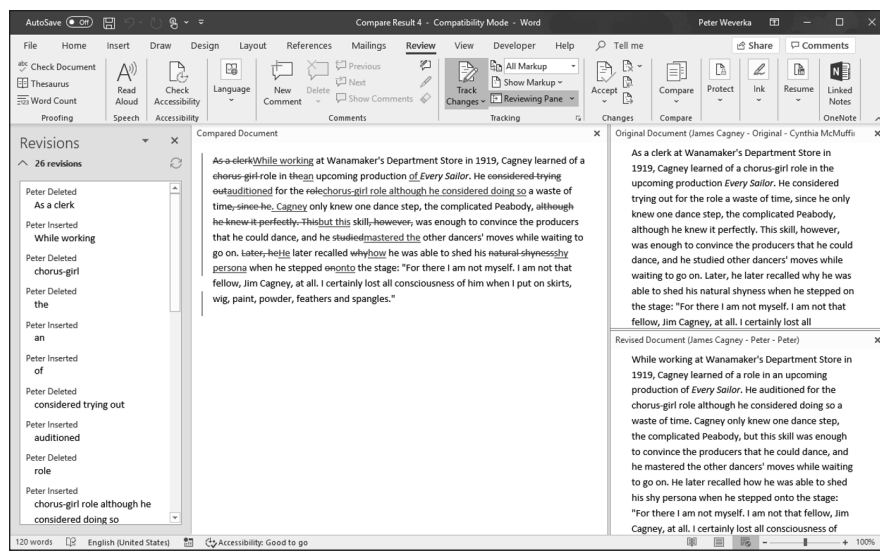 AutoSave Off Compare Result 4 - Compatibility Mode - Word Peter Weverka
File Home Insert Draw Design Layout References Mailings Review View Developer Help Tell me Share Comments
abc Check Document
Thesaurus
Word Count
Proofing
Read Aloud
Speech
Check Accessibility
Accessibility
Language
New Comment
Delete
Previous
Next
Show Comments
Comments
Track Changes
All Markup
Show Markup
Reviewing Pane
Tracking
Accept
Changes
Compare
Compare
Protect
Ink
Resume
Linked Notes
OneNote
Revisions
26 revisions
Peter Deleted
As a clerk
Peter Inserted
While working
Peter Deleted
chorus-girl
Peter Deleted
the
Peter Inserted
an
Peter Inserted
of
Peter Deleted
considered trying out
Peter Inserted
auditioned
Peter Deleted
role
Peter Inserted
chorus-girl role although he
considered doing so
Compared Document
As a clerkWhile working at Wanamaker's Department Store in 1919, Cagney learned of a
chorus-girl role in thean upcoming production of Every Sailor. He considered trying
outauditioned for the rolechorus-girl role although he considered doing so a waste of
time, since he. Cagney only knew one dance step, the complicated Peabody, although
he knew it perfectly. Thisbut this skill, however, was enough to convince the producers
that he could dance, and he studiedmastered the other dancers' moves while waiting to
go on. Later, heHe later recalled whyhow he was able to shed his natural shynessshy
persona when he stepped ononto the stage: "For there I am not myself. I am not that
fellow, Jim Cagney, at all. I certainly lost all consciousness of him when I put on skirts,
wig, paint, powder, feathers and spangles."
Original Document (James Cagney - Original - Cynthia McMuffi
As a clerk at Wanamaker's Department Store in
1919, Cagney learned of a chorus-girl role in the
upcoming production Every Sailor. He considered
trying out for the role a waste of time, since he only
knew one dance step, the complicated Peabody,
although he knew it perfectly. This skill, however,
was enough to convince the producers that he could
dance, and he studied other dancers' moves while
waiting to go on. Later, he later recalled why he was
able to shed his natural shyness when he stepped on
the stage: "For there I am not myself. I am not that
fellow, Jim Cagney, at all. I certainly lost all
Revised Document (James Cagney - Peter - Peter)
While working at Wanamaker's Department Store in
1919, Cagney learned of a role in an upcoming
production of Every Sailor. He auditioned for the
chorus-girl role although he considered doing so a
waste of time. Cagney only knew one dance step,
the complicated Peabody, but this skill was enough
to convince the producers that he could dance, and
he mastered the other dancers' moves while waiting
to go on. He later recalled how he was able to shed
his shy persona when he stepped onto the stage:
"For there I am not myself. I am not that fellow, Jim
Cagney, at all. I certainly lost all consciousness of
120 words English (United States) Accessibility: Good to go 100%